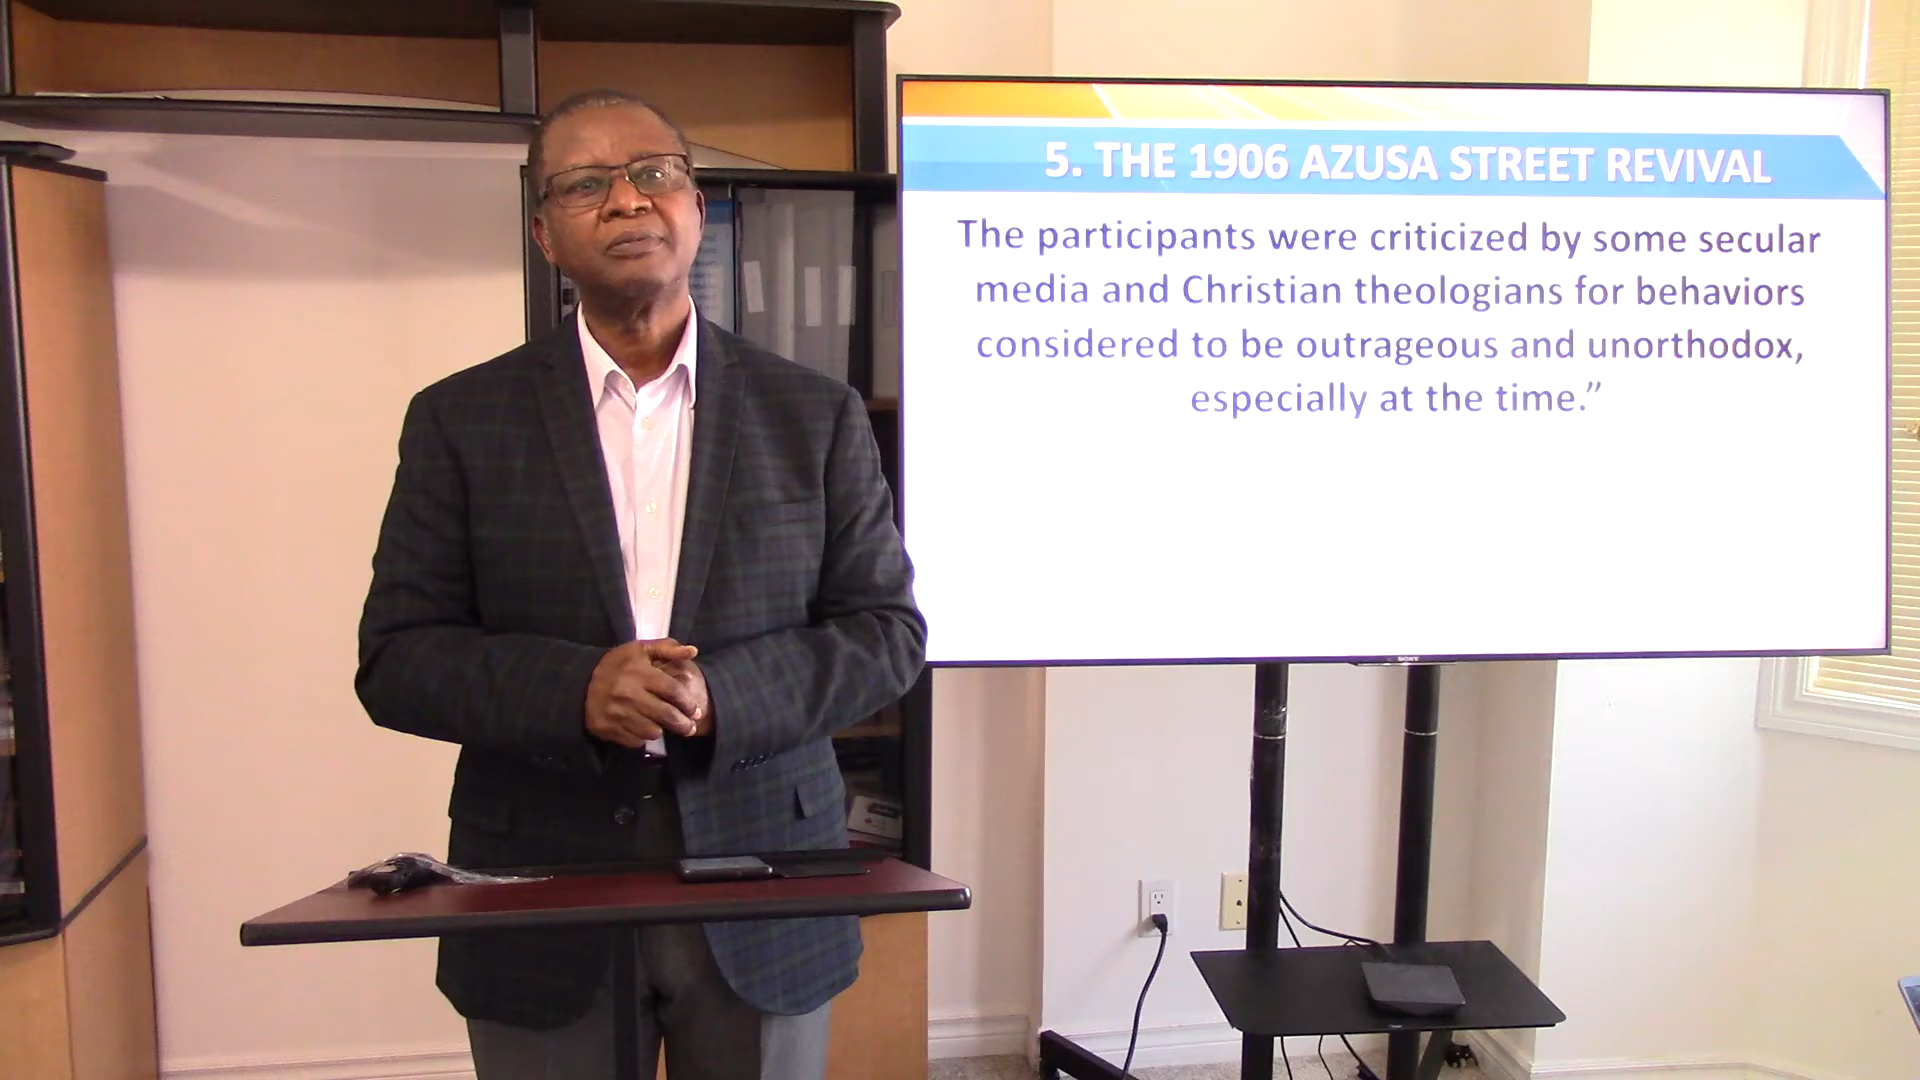 5. THE 1906 AZUSA STREET REVIVAL
The participants were criticized by some secular
media and Christian theologians for behaviors
considered to be outrageous and unorthodox,
especially at the time.”
SONY